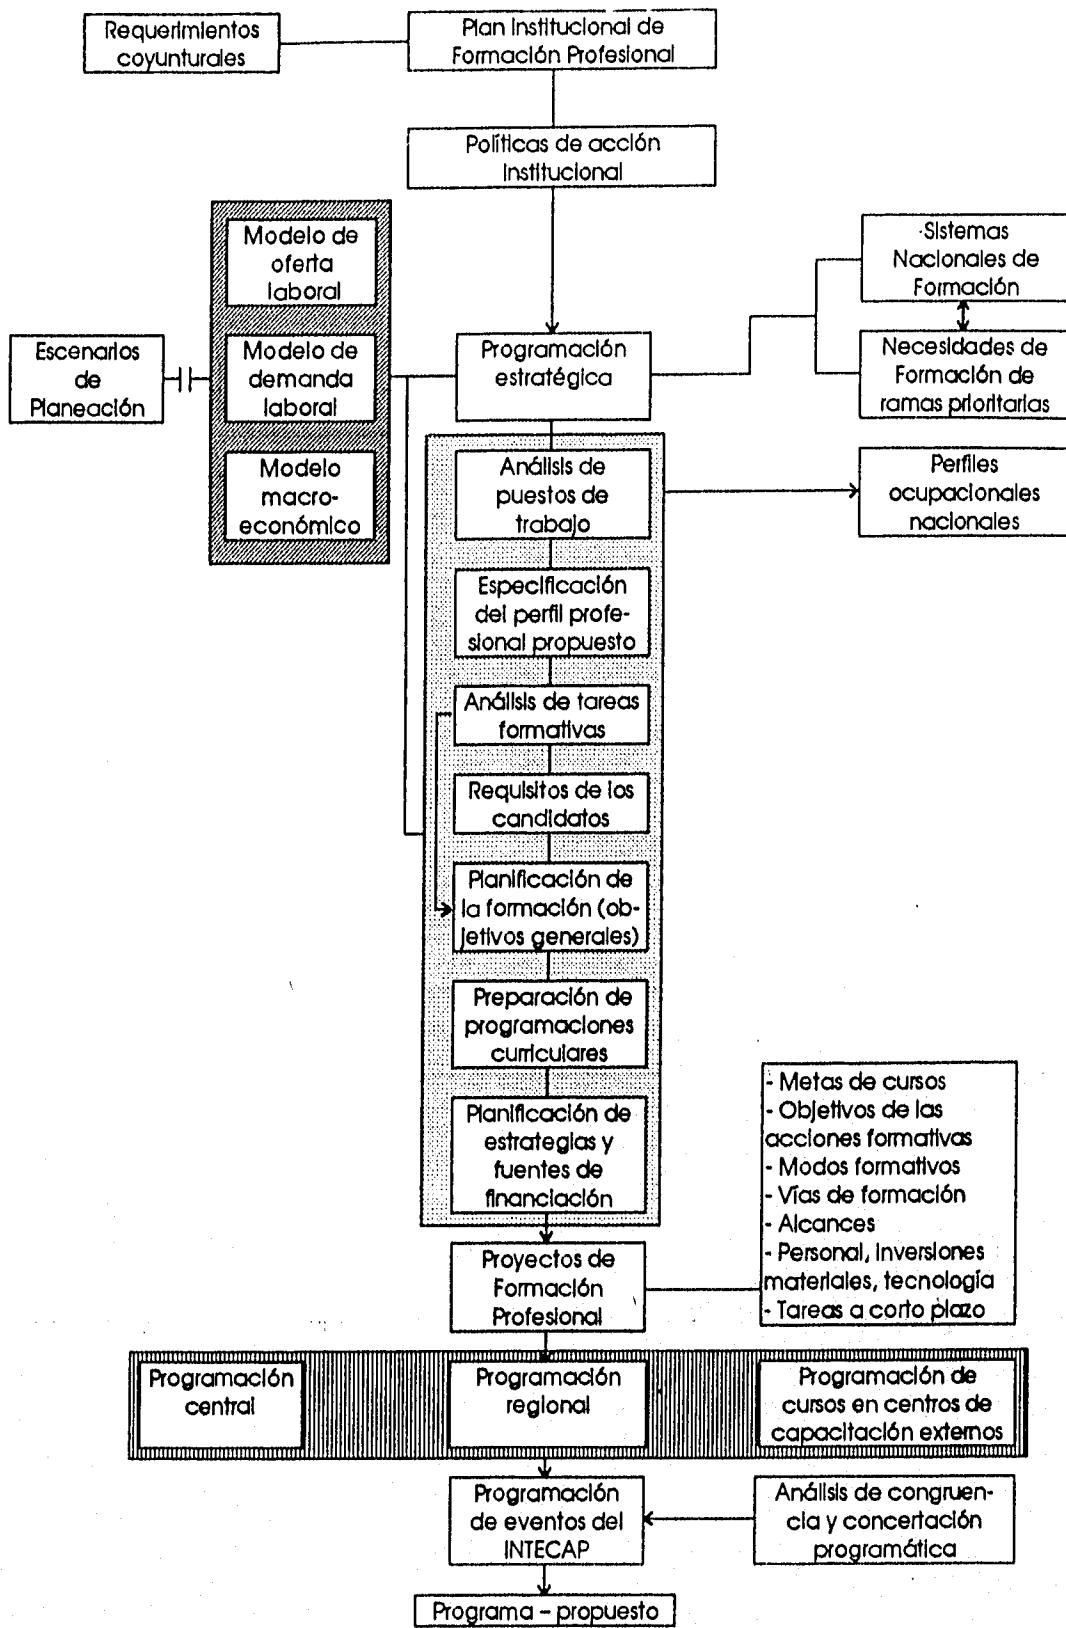 Requerimientos
coyunturales
Plan Institucional de
Formación Profesional
Políticas de acción
Institucional
Modelo de
oferta
laboral
Modelo de
demanda
laboral
Modelo
macro-
económico
Escenarios
de
Planeación
Programación
estratégica
Sistemas
Nacionales de
Formación
Necesidades de
Formación de
ramas prioritarias
Perfiles
ocupacionales
nacionales
Análisis de
puestos de
trabajo
Especificación
del perfil profe-
sional propuesto
Análisis de tareas
formativas
Requisitos de los
candidatos
Planificación de
la formación (ob-
jetivos generales)
Preparación de
programaciones
curriculares
Planificación de
estrategias y
fuentes de
financiación
Proyectos de
Formación
Profesional
- Metas de cursos
- Objetivos de las
acciones formativas
- Modos formativos
- Vías de formación
- Alcances
- Personal, inversiones
materiales, tecnología
- Tareas a corto plazo
Programación
central
Programación
regional
Programación de
cursos en centros de
capacitación externos
Programación
de eventos del
INTECAP
Análisis de congruen-
cia y concertación
programática
Programa – propuesto